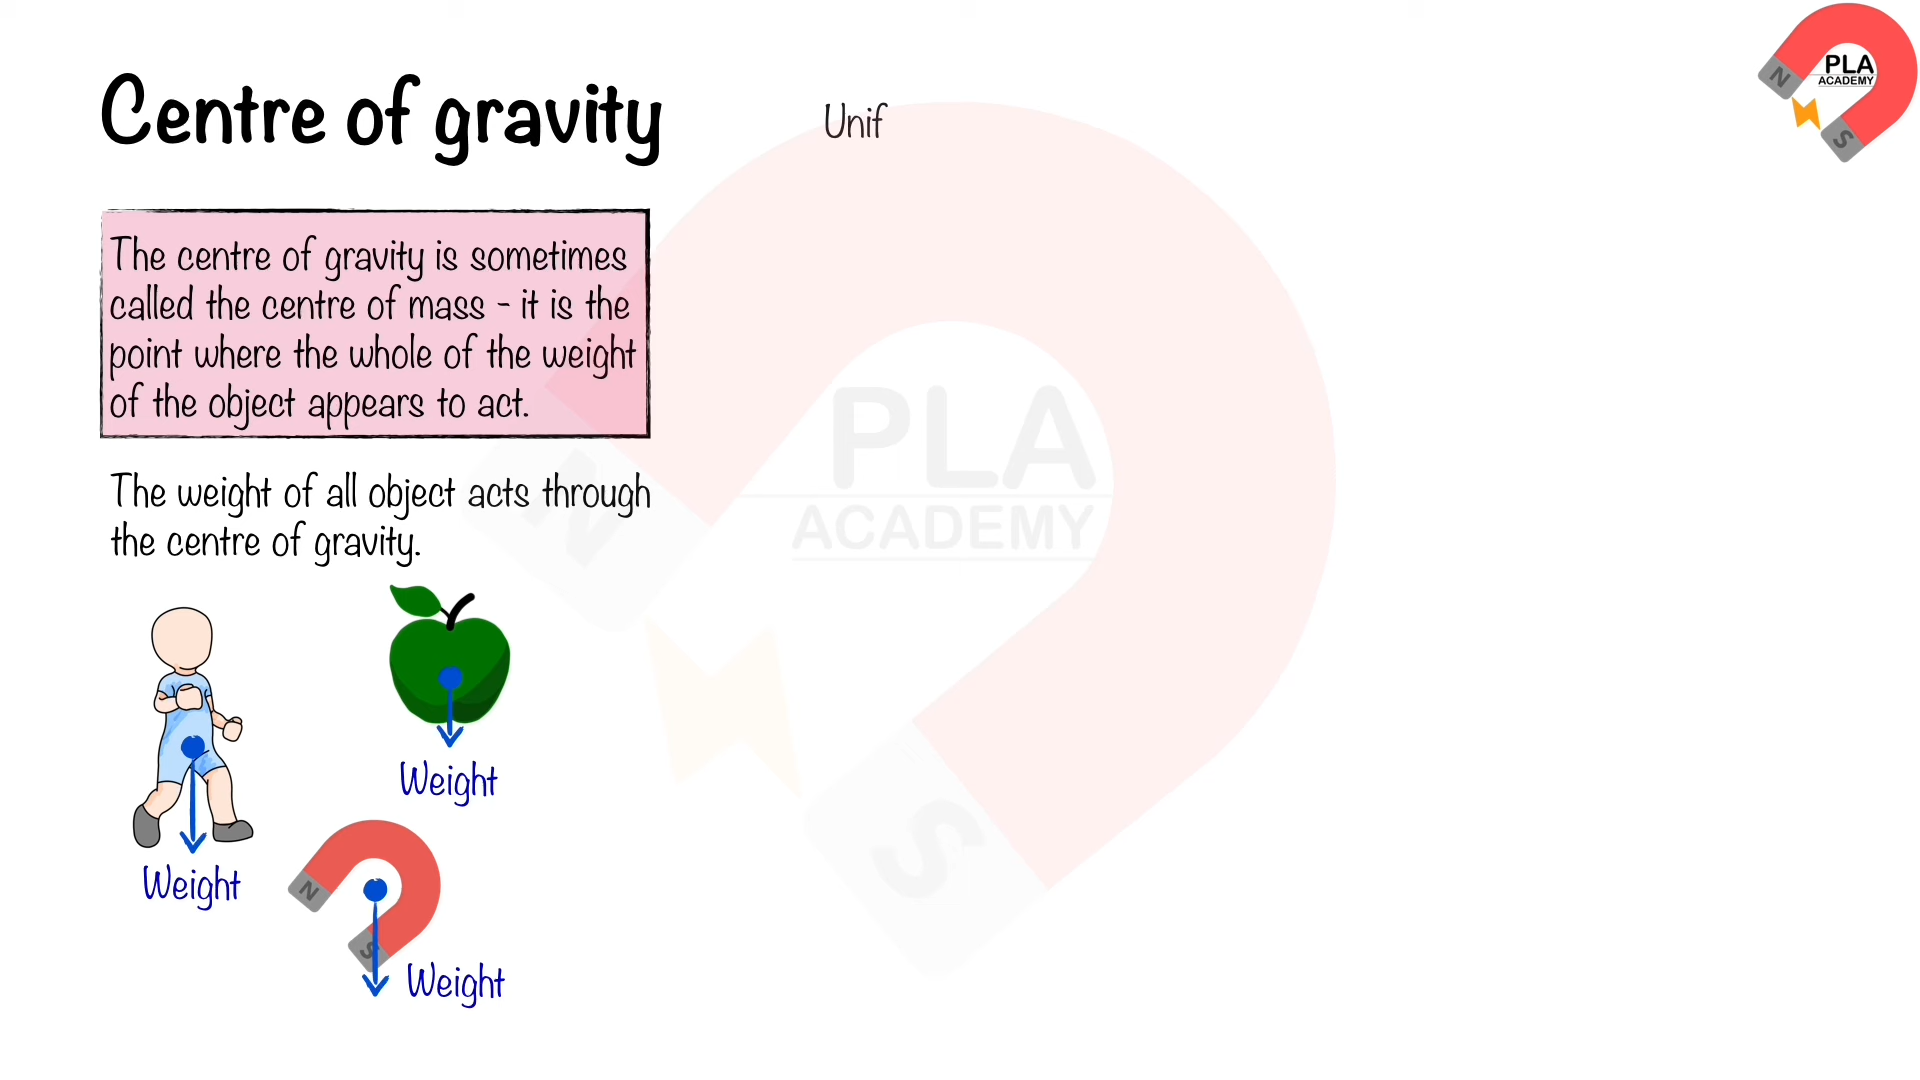 Centre of gravity
The centre of gravity is sometimes
called the centre of mass - it is the
point where the whole of the weight
of the object appears to act.
The weight of all object acts through
the centre of gravity.
Weight
Weight
N
S
Weight
Unif
PLA
ACADEMY
N
S
PLA
ACADEMY
N
S